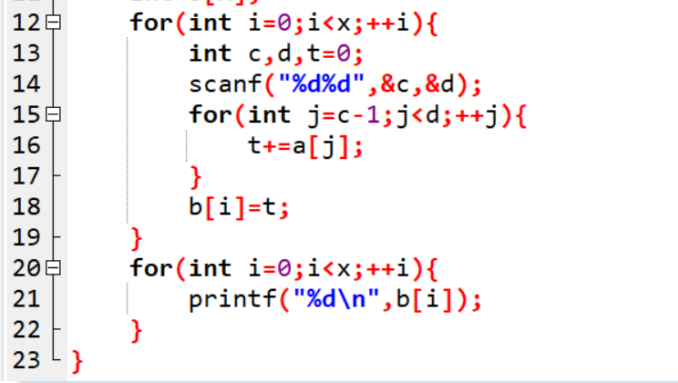 12 for(int i=0;i<x;++i){
13 int c,d,t=0;
14 scanf("%d%d",&c,&d);
15 for(int j=c-1;j<d;++j){
16 t+=a[j];
17 }
18 b[i]=t;
19 }
20 for(int i=0;i<x;++i){
21 printf("%d\n",b[i]);
22 }
23 }